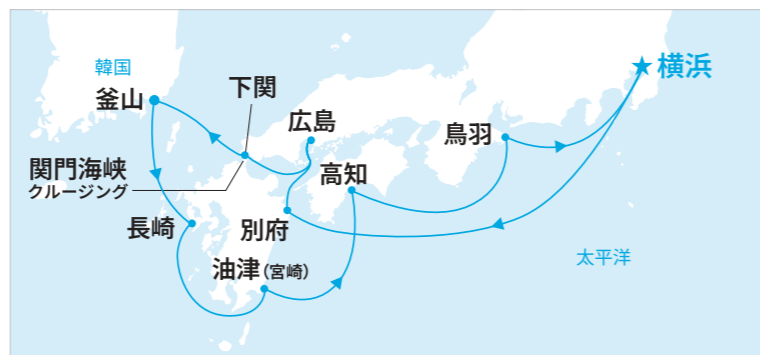 韓国
釜山
下関
広島
関門海峡
クルージング
長崎
別府
油津(宮崎)
高知
鳥羽
横浜
太平洋